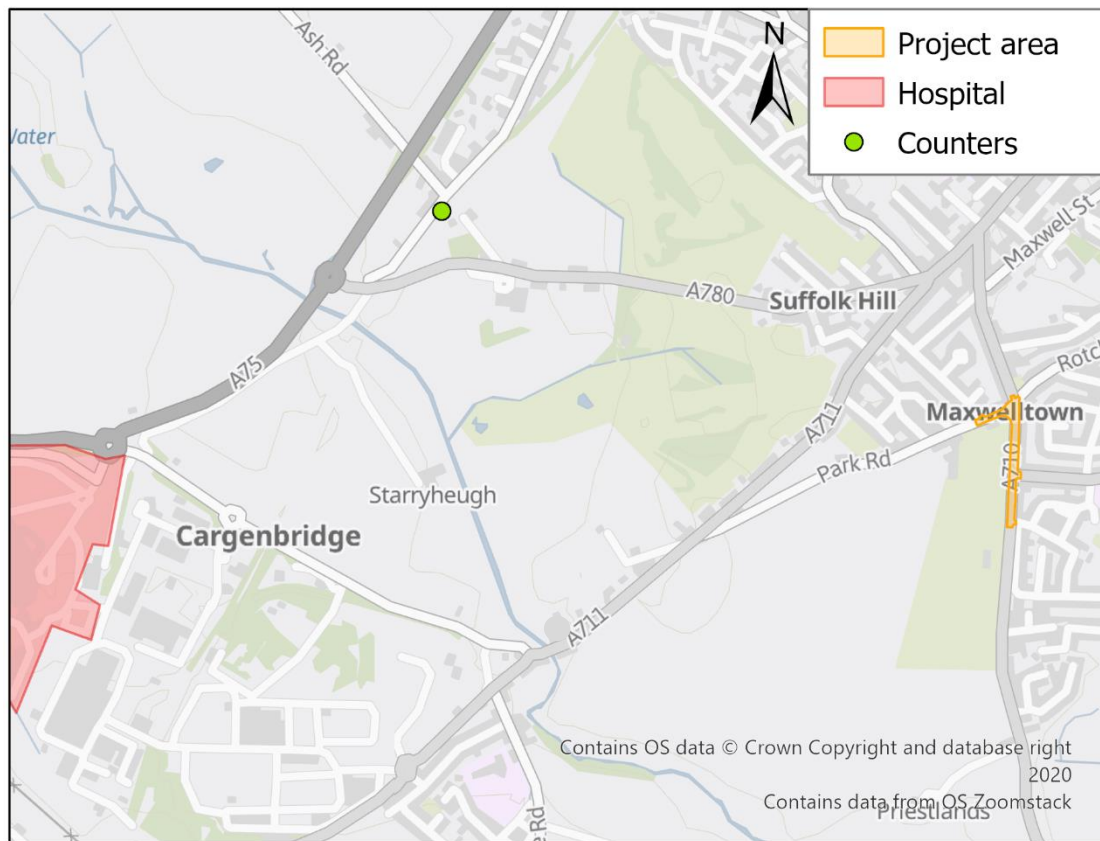 Ash Rd
N
Project area
Hospital
Counters
Water
Maxwell St
A780
Suffolk Hill
A75
A711
Maxwelltown
Park Rd
A710
Starryheugh
Cargenbridge
A711
Contains OS data © Crown Copyright and database right
2020
Contains data from OS Zoomstack
Priestlands
Rd